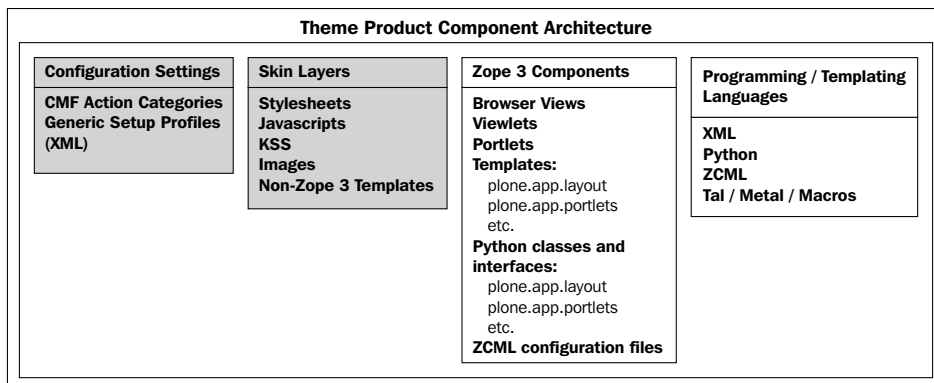 Theme Product Component Architecture
Configuration Settings
CMF Action Categories
Generic Setup Profiles
(XML)
Skin Layers
Stylesheets
Javascripts
KSS
Images
Non-Zope 3 Templates
Zope 3 Components
Browser Views
Viewlets
Portlets
Templates:
plone.app.layout
plone.app.portlets
etc.
Python classes and
interfaces:
plone.app.layout
plone.app.portlets
etc.
ZCML configuration files
Programming / Templating
Languages
XML
Python
ZCML
Tal / Metal / Macros